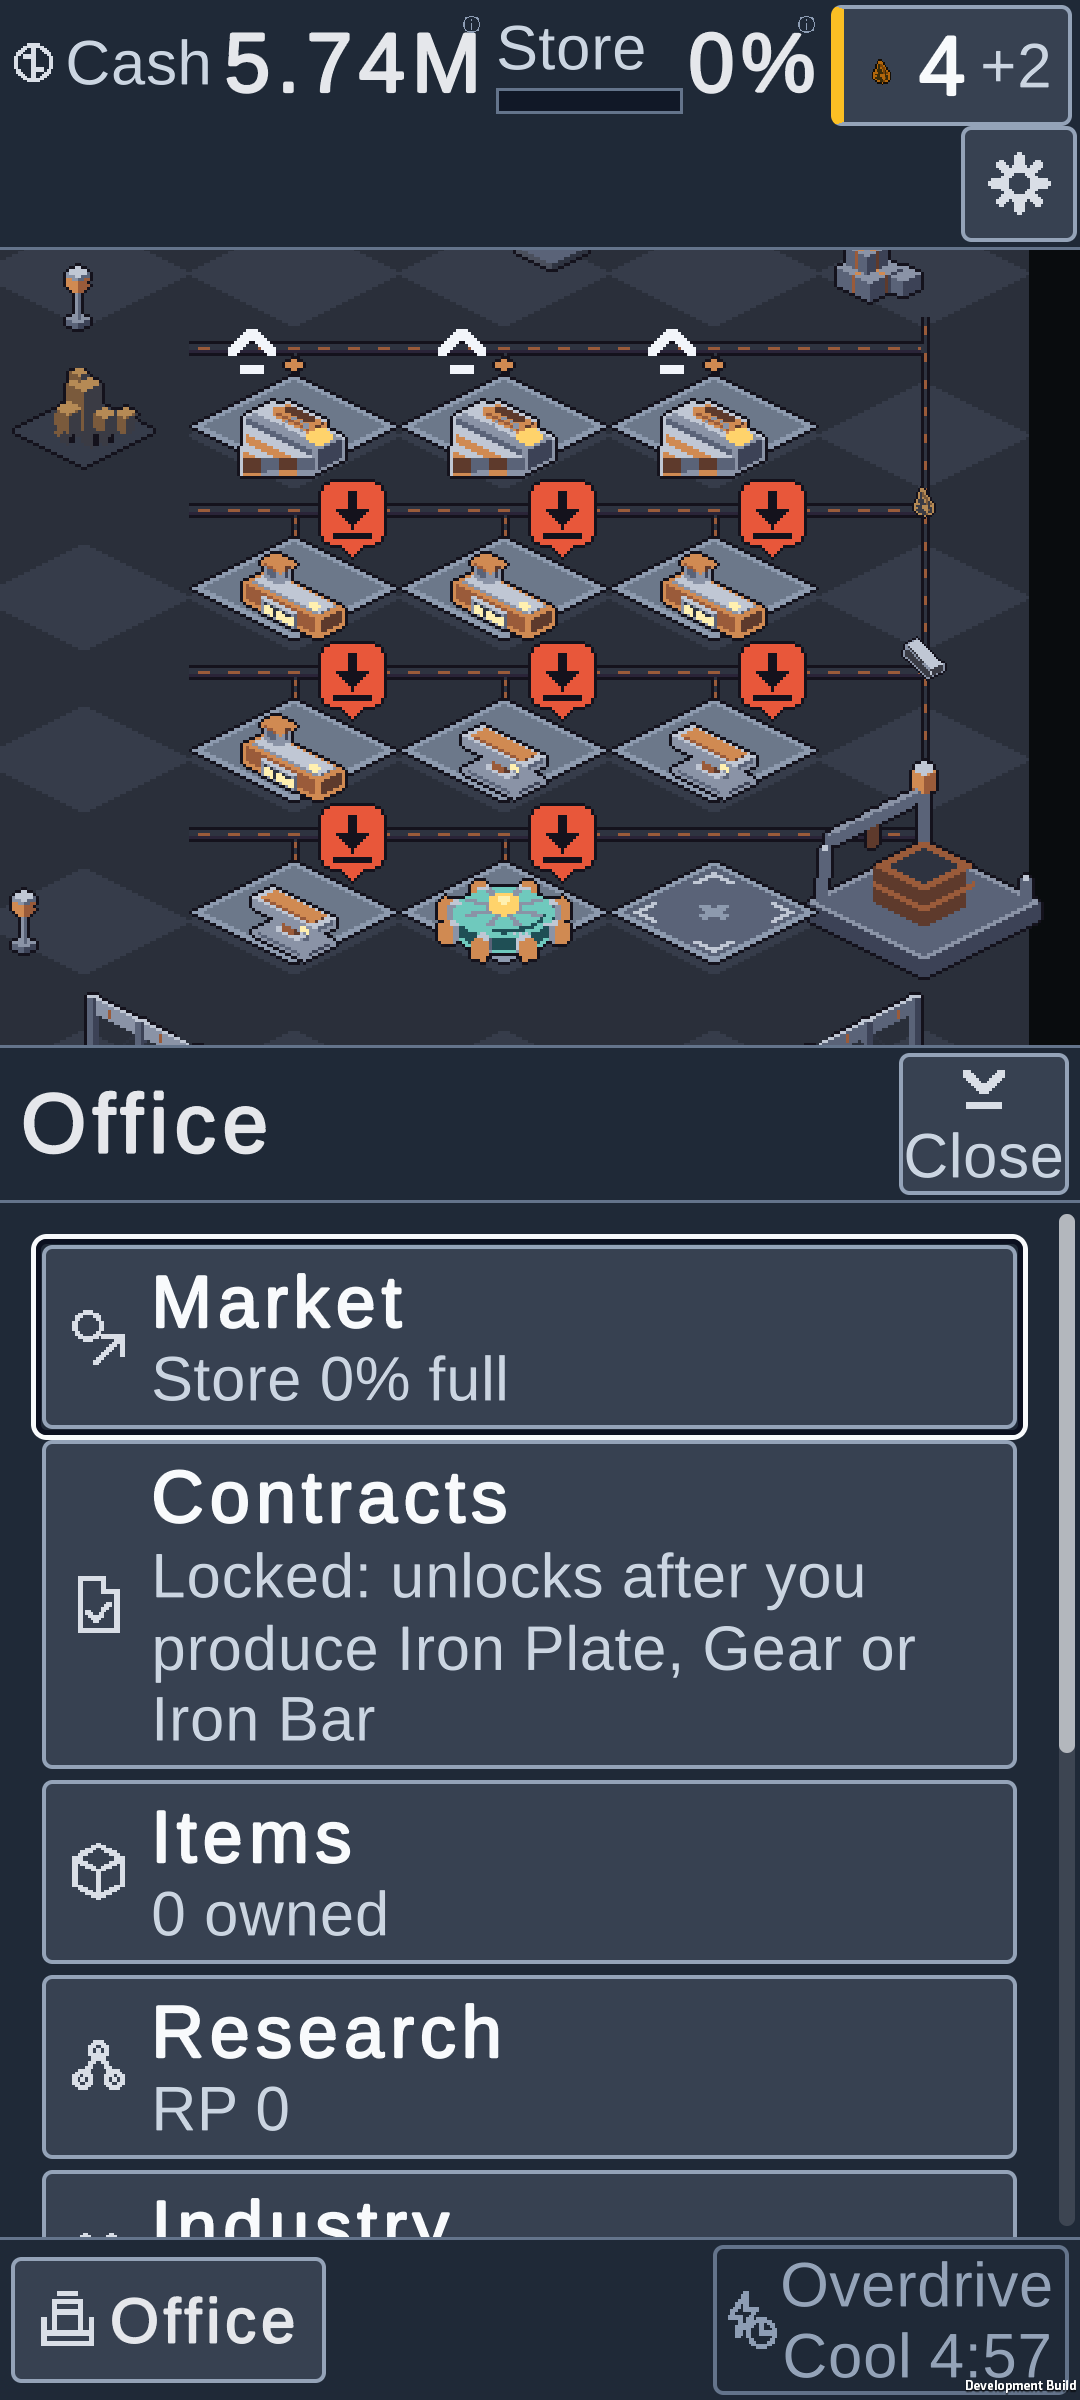 Cash 5.74M Store 0% 4 +2
Office
Close
Market
Store 0% full
Contracts
Locked: unlocks after you
produce Iron Plate, Gear or
Iron Bar
Items
0 owned
Research
RP 0
Industry
Office
Overdrive
Cool 4:57
Development Build